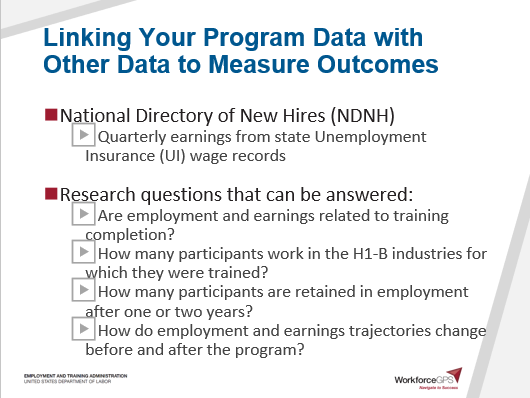 Linking Your Program Data with
Other Data to Measure Outcomes
National Directory of New Hires (NDNH)
Quarterly earnings from state Unemployment
Insurance (UI) wage records
Research questions that can be answered:
Are employment and earnings related to training
completion?
How many participants work in the H1-B industries for
which they were trained?
How many participants are retained in employment
after one or two years?
How do employment and earnings trajectories change
before and after the program?
EMPLOYMENT AND TRAINING ADMINISTRATION
UNITED STATES DEPARTMENT OF LABOR
WorkforceGPS
Navigate to Success